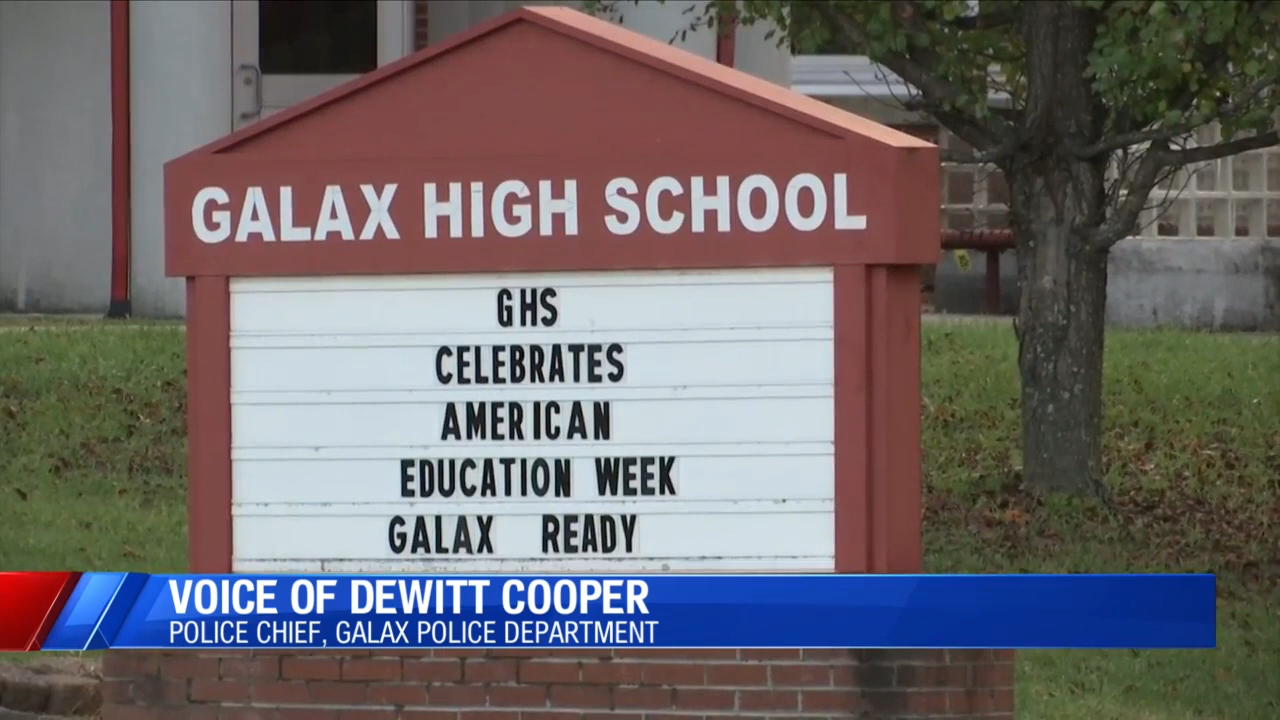 GALAX HIGH SCHOOL
GHS
CELEBRATES
AMERICAN
EDUCATION WEEK
GALAX READY
VOICE OF DEWITT COOPER
POLICE CHIEF, GALAX POLICE DEPARTMENT